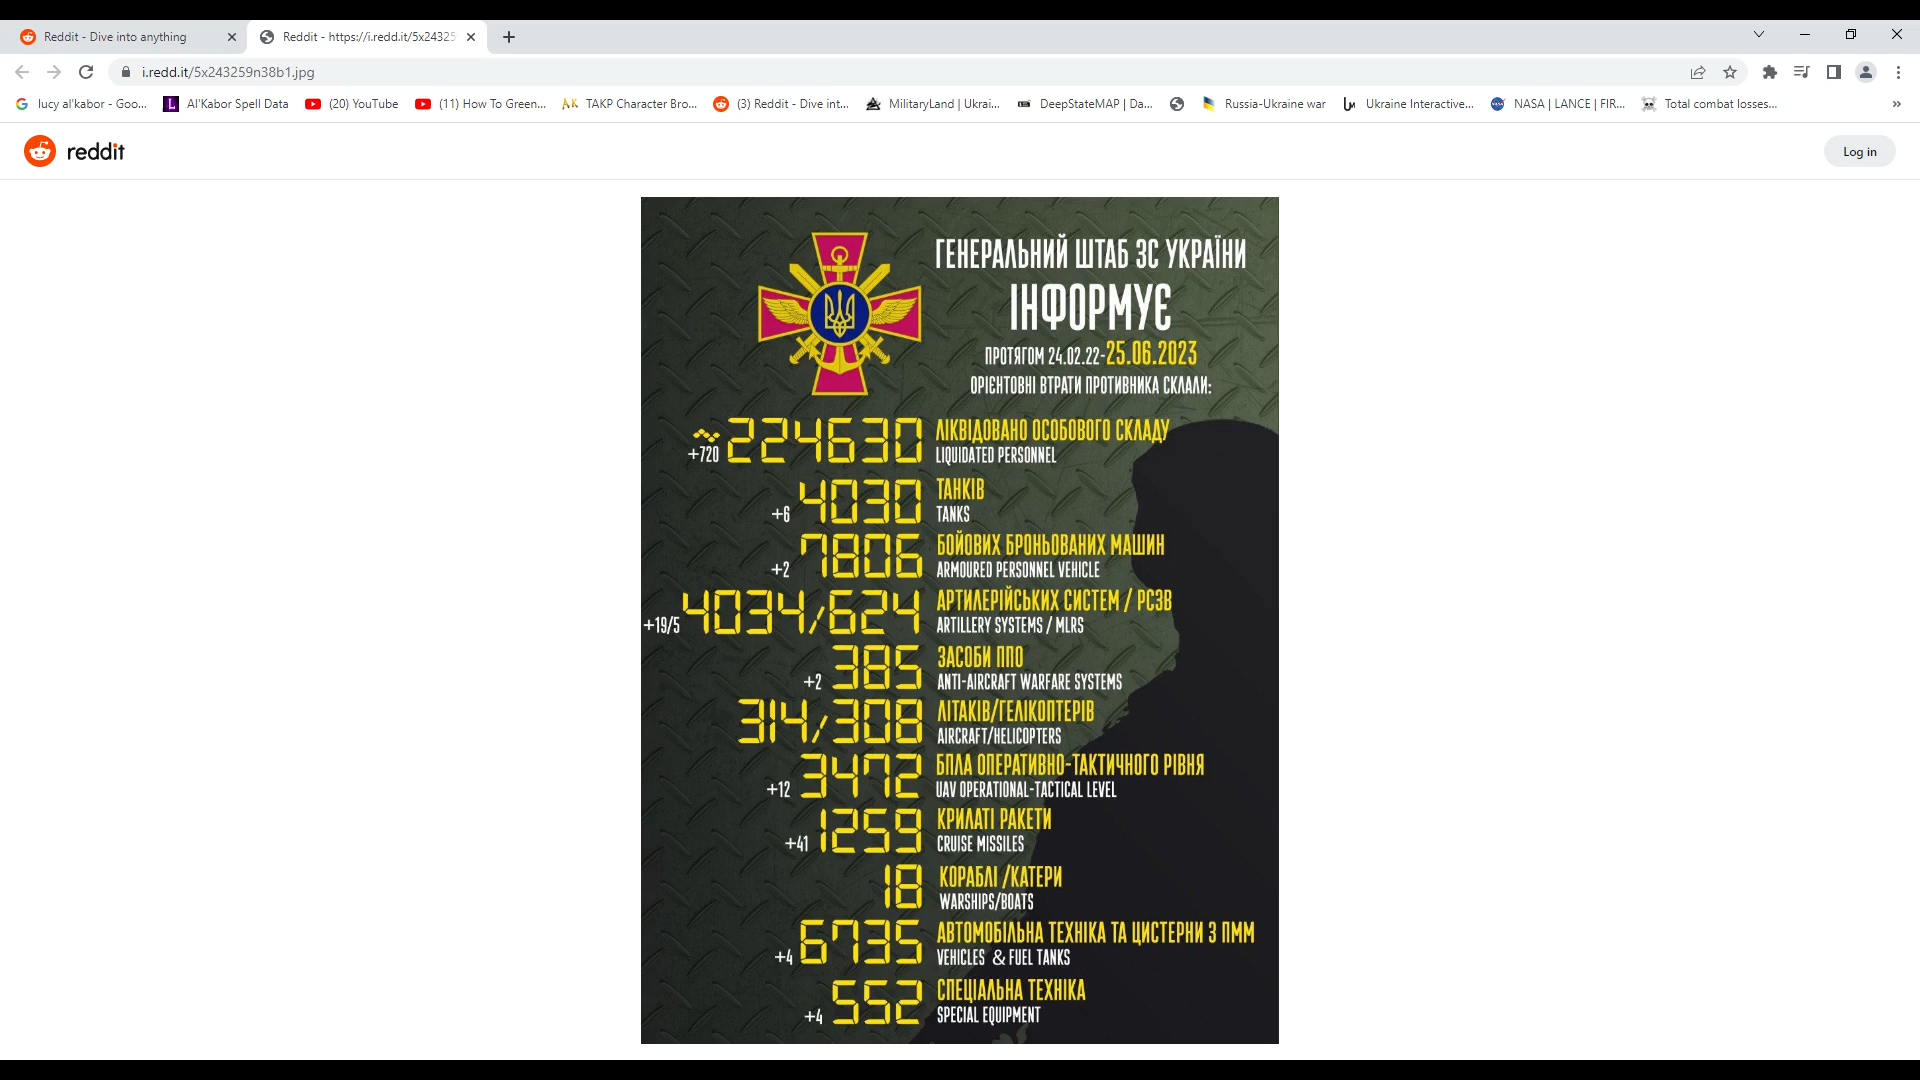 Reddit - Dive into anything
Reddit - https://i.redd.it/5x24325
i.redd.it/5x243259n38b1.jpg
lucy al'kabor - Goo...
Al'Kabor Spell Data
(20) YouTube
(11) How To Green...
TAKP Character Bro...
(3) Reddit - Dive int...
MilitaryLand | Ukrai...
DeepStateMAP | Da...
Russia-Ukraine war
Ukraine Interactive...
NASA | LANCE | FIR...
Total combat losses...
»
reddit
Log in
ГЕНЕРАЛЬНИЙ ШТАБ ЗС УКРАЇНИ
ІНФОРМУЄ
ПРОТЯГОМ 24.02.22-25.06.2023
ОРІЄНТОВНІ ВТРАТИ ПРОТИВНИКА СКЛАЛИ:
+720 ≈224630 ЛІКВІДОВАНО ОСОБОВОГО СКЛАДУ
LIQUIDATED PERSONNEL
+6 4030 ТАНКІВ
TANKS
+2 7806 БОЙОВИХ БРОНЬОВАНИХ МАШИН
ARMOURED PERSONNEL VEHICLE
+19/5 4034/624 АРТИЛЕРІЙСЬКИХ СИСТЕМ / РСЗВ
ARTILLERY SYSTEMS / MLRS
+2 385 ЗАСОБИ ППО
ANTI-AIRCRAFT WARFARE SYSTEMS
314/308 ЛІТАКІВ/ГЕЛІКОПТЕРІВ
AIRCRAFT/HELICOPTERS
+12 3472 БПЛА ОПЕРАТИВНО-ТАКТИЧНОГО РІВНЯ
UAV OPERATIONAL-TACTICAL LEVEL
+41 1259 КРИЛАТІ РАКЕТИ
CRUISE MISSILES
18 КОРАБЛІ /КАТЕРИ
WARSHIPS/BOATS
+4 6735 АВТОМОБІЛЬНА ТЕХНІКА ТА ЦИСТЕРНИ З ПММ
VEHICLES & FUEL TANKS
+4 552 СПЕЦІАЛЬНА ТЕХНІКА
SPECIAL EQUIPMENT